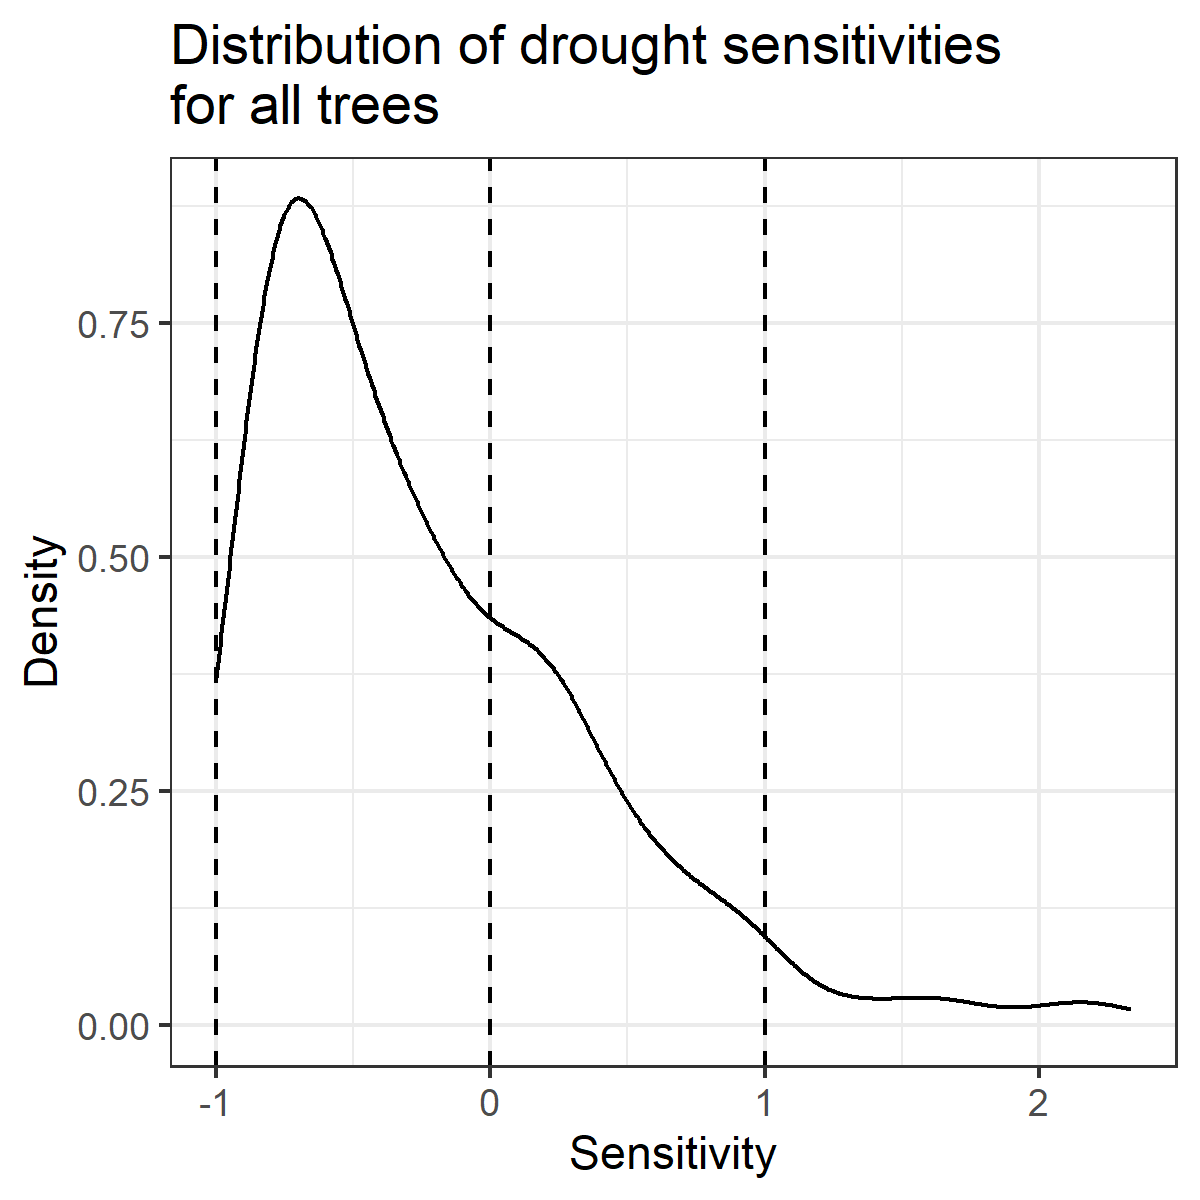 Distribution of drought sensitivities
for all trees
Density
0.75
0.50
0.25
0.00
-1
0
1
2
Sensitivity